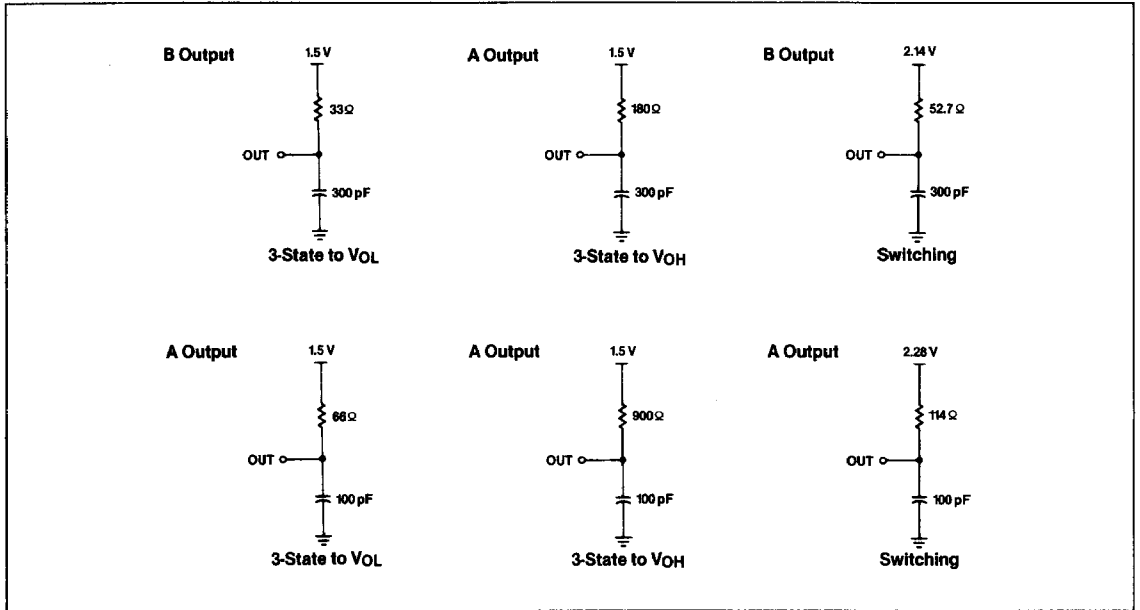 B Output 1.5 V
33Ω
OUT
300 pF
3-State to VOL
A Output 1.5 V
180Ω
OUT
300 pF
3-State to VOH
B Output 2.14 V
52.7 Ω
OUT
300 pF
Switching
A Output 1.5 V
66Ω
OUT
100 pF
3-State to VOL
A Output 1.5 V
900Ω
OUT
100 pF
3-State to VOH
A Output 2.28 V
114Ω
OUT
100 pF
Switching